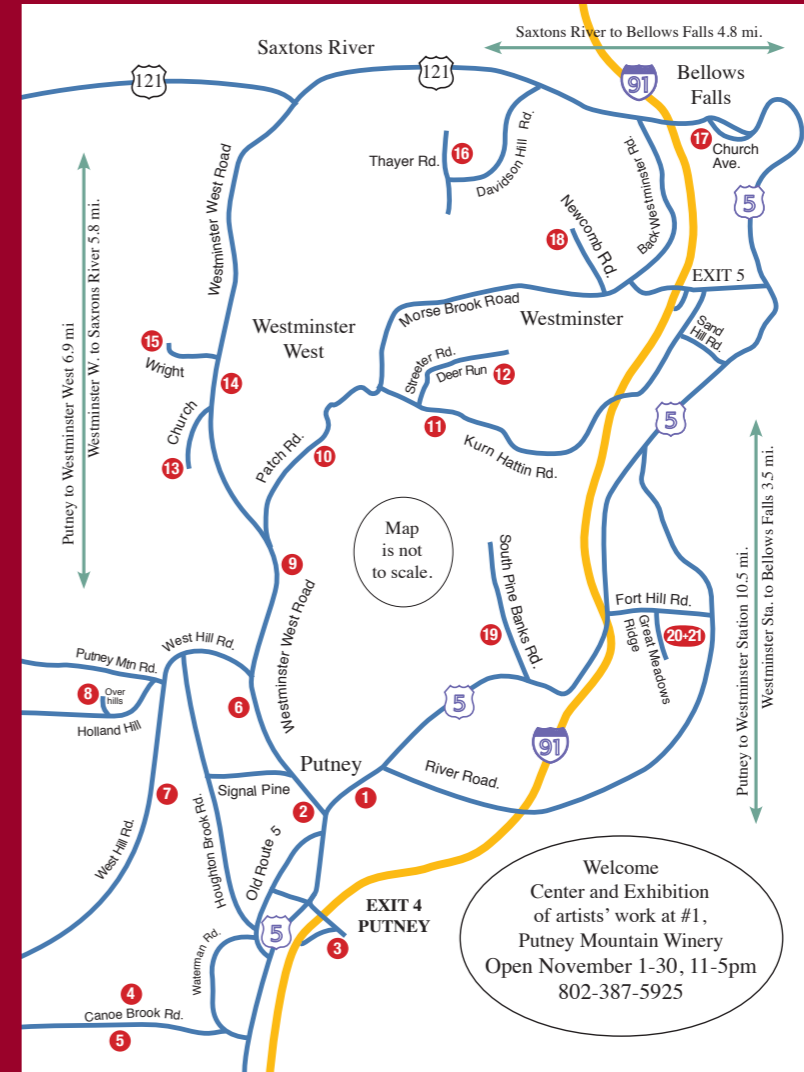 Saxtons River to Bellows Falls 4.8 mi.
Saxtons River
121
121
91
Bellows
Falls
17
Church
Ave.
5
Thayer Rd.
16
Davidson Hill Rd.
Back Westminster Rd.
Newcomb Rd.
18
EXIT 5
Westminster West Road
Putney to Westminster West 6.9 mi
Westminster W. to Saxrons River 5.8 mi.
Morse Brook Road
Westminster
Westminster
West
Sand
Hill Rd.
15
Wright
14
Streeter Rd.
Deer Run
12
5
Church
13
11
Kurn Hattin Rd.
Patch Rd.
10
Map
is not
to scale.
9
Westminster West Road
South Pine Banks Rd.
19
Fort Hill Rd.
Great Meadows
Ridge
20+21
Putney to Westminster Station 10.5 mi.
Westminster Sta. to Bellows Falls 3.5 mi.
West Hill Rd.
Putney Mtn Rd.
8
Over
hills
Holland Hill
6
5
91
Putney
1
River Road.
7
Signal Pine
2
West Hill Rd.
Houghton Brook Rd.
Old Route 5
EXIT 4
PUTNEY
5
3
Waterman Rd.
4
Canoe Brook Rd.
5
Welcome
Center and Exhibition
of artists’ work at #1,
Putney Mountain Winery
Open November 1-30, 11-5pm
802-387-5925